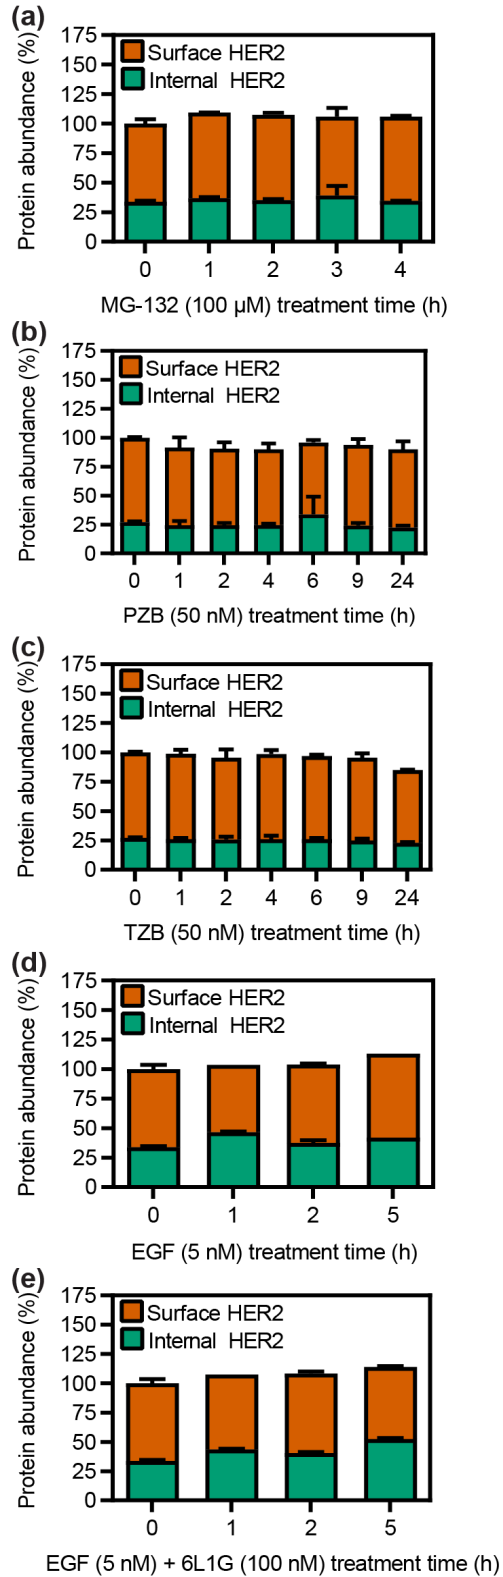 (a)
Protein abundance (%)
175
150
125
100
75
50
25
0
Surface HER2
Internal HER2
0 1 2 3 4
MG-132 (100 µM) treatment time (h)
(b)
Protein abundance (%)
175
150
125
100
75
50
25
0
Surface HER2
Internal HER2
0 1 2 4 6 9 24
PZB (50 nM) treatment time (h)
(c)
Protein abundance (%)
175
150
125
100
75
50
25
0
Surface HER2
Internal HER2
0 1 2 4 6 9 24
TZB (50 nM) treatment time (h)
(d)
Protein abundance (%)
175
150
125
100
75
50
25
0
Surface HER2
Internal HER2
0 1 2 5
EGF (5 nM) treatment time (h)
(e)
Protein abundance (%)
175
150
125
100
75
50
25
0
Surface HER2
Internal HER2
0 1 2 5
EGF (5 nM) + 6L1G (100 nM) treatment time (h)